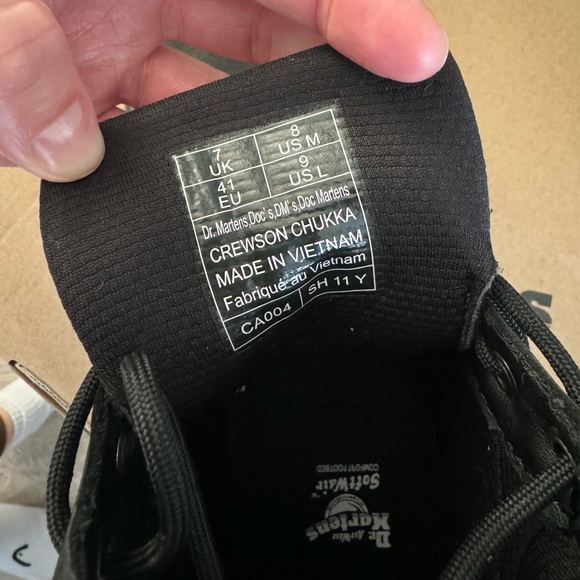 7
UK
8
US M
41
EU
9
US L
Dr. Martens,Doc's,DM's,Doc Martens
CREWSON CHUKKA
MADE IN VIETNAM
Fabriqué au Vietnam
CA004
SH 11 Y
COMFORT FOOTBED
SoftWair
Dr. Martens